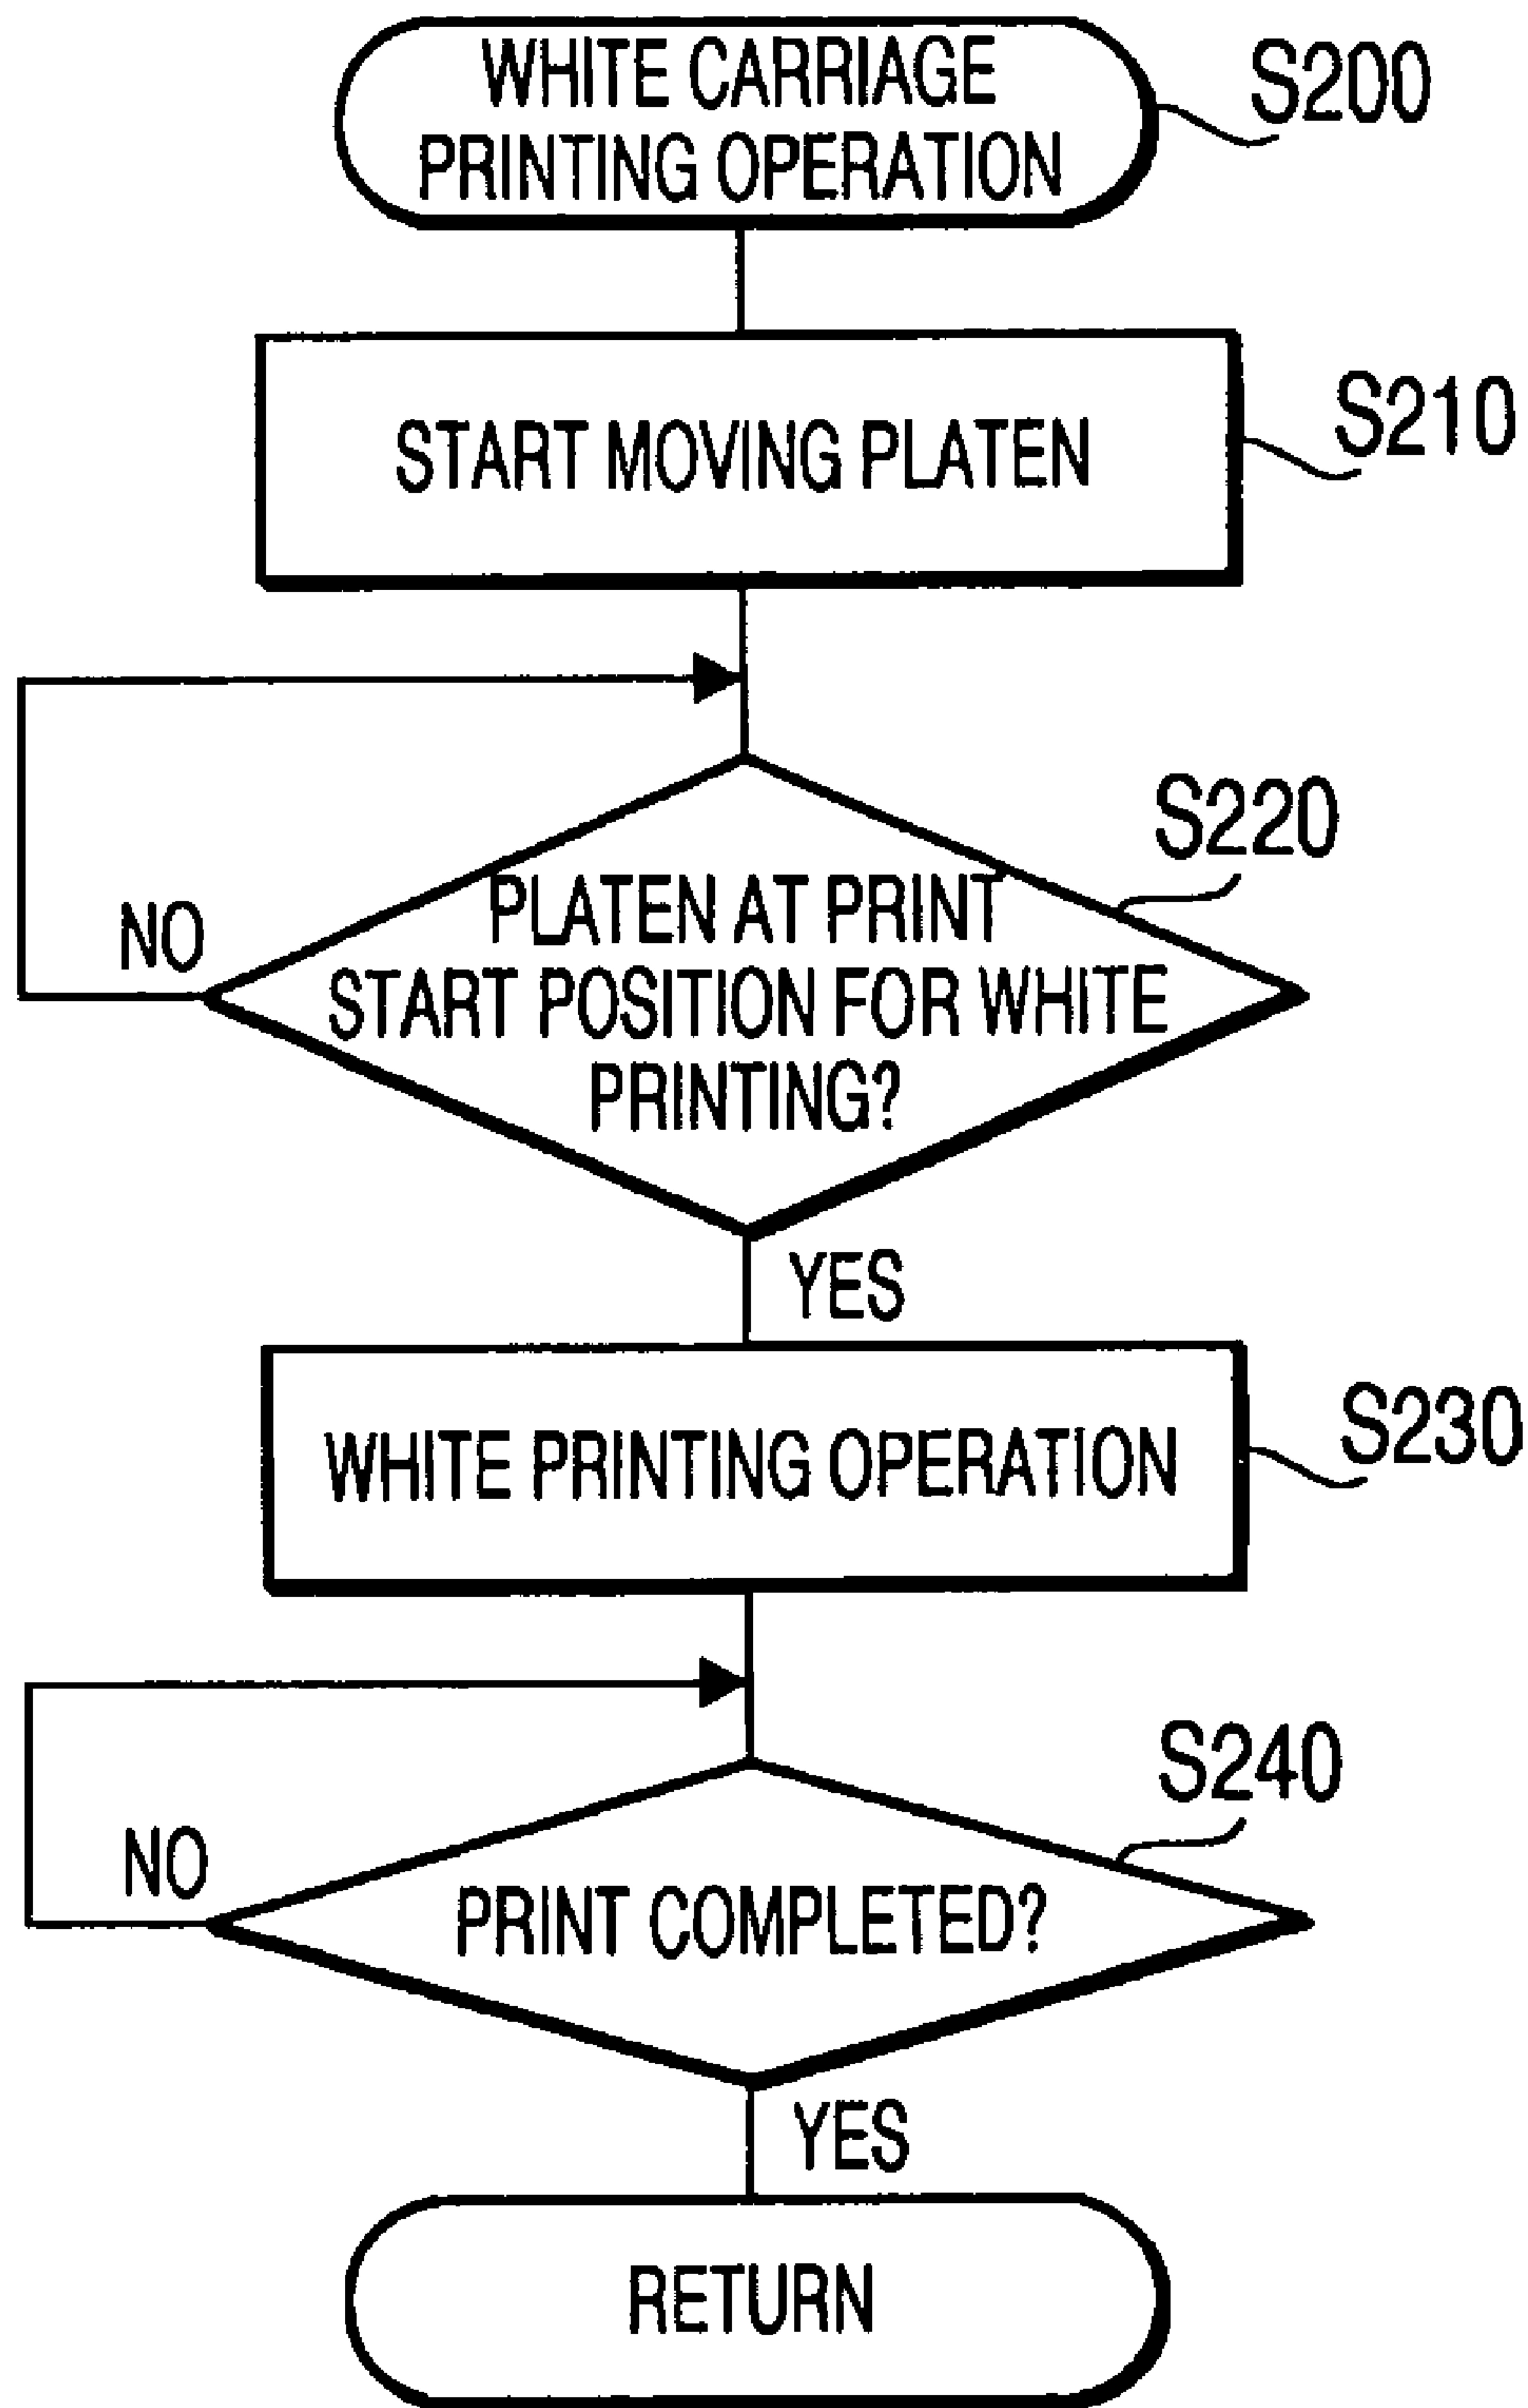 WHITE CARRIAGE
PRINTING OPERATION
S200
START MOVING PLATEN
S210
S220
NO
PLATEN AT PRINT
START POSITION FOR WHITE
PRINTING?
YES
WHITE PRINTING OPERATION
S230
S240
NO
PRINT COMPLETED?
YES
RETURN